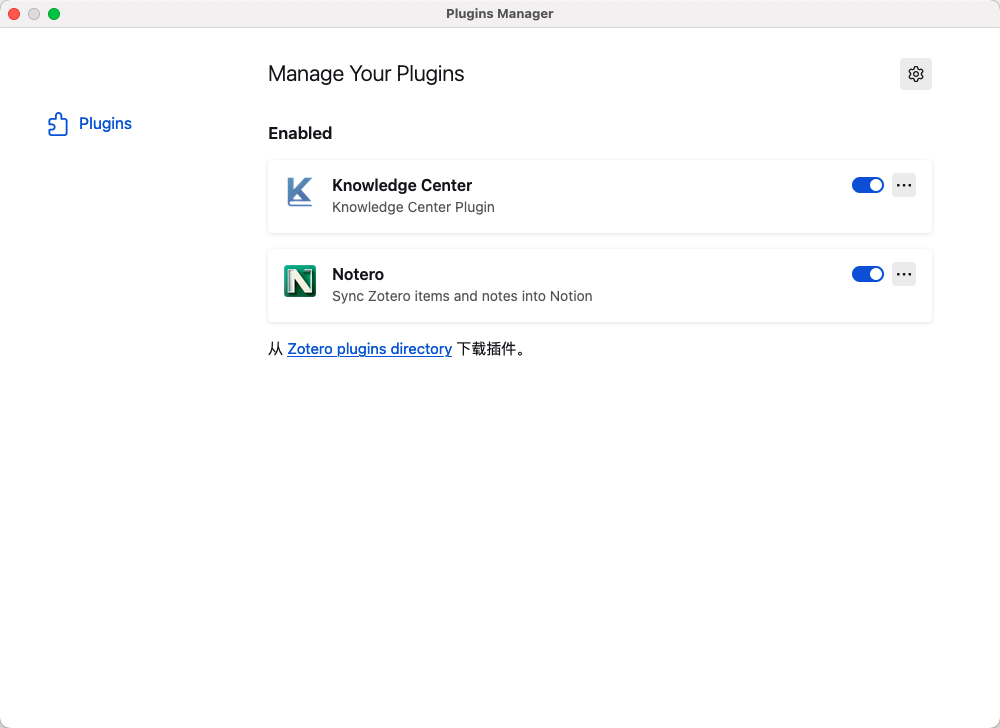 Plugins Manager
Manage Your Plugins
Plugins
Enabled
Knowledge Center
Knowledge Center Plugin
Notero
Sync Zotero items and notes into Notion
从 Zotero plugins directory 下载插件。